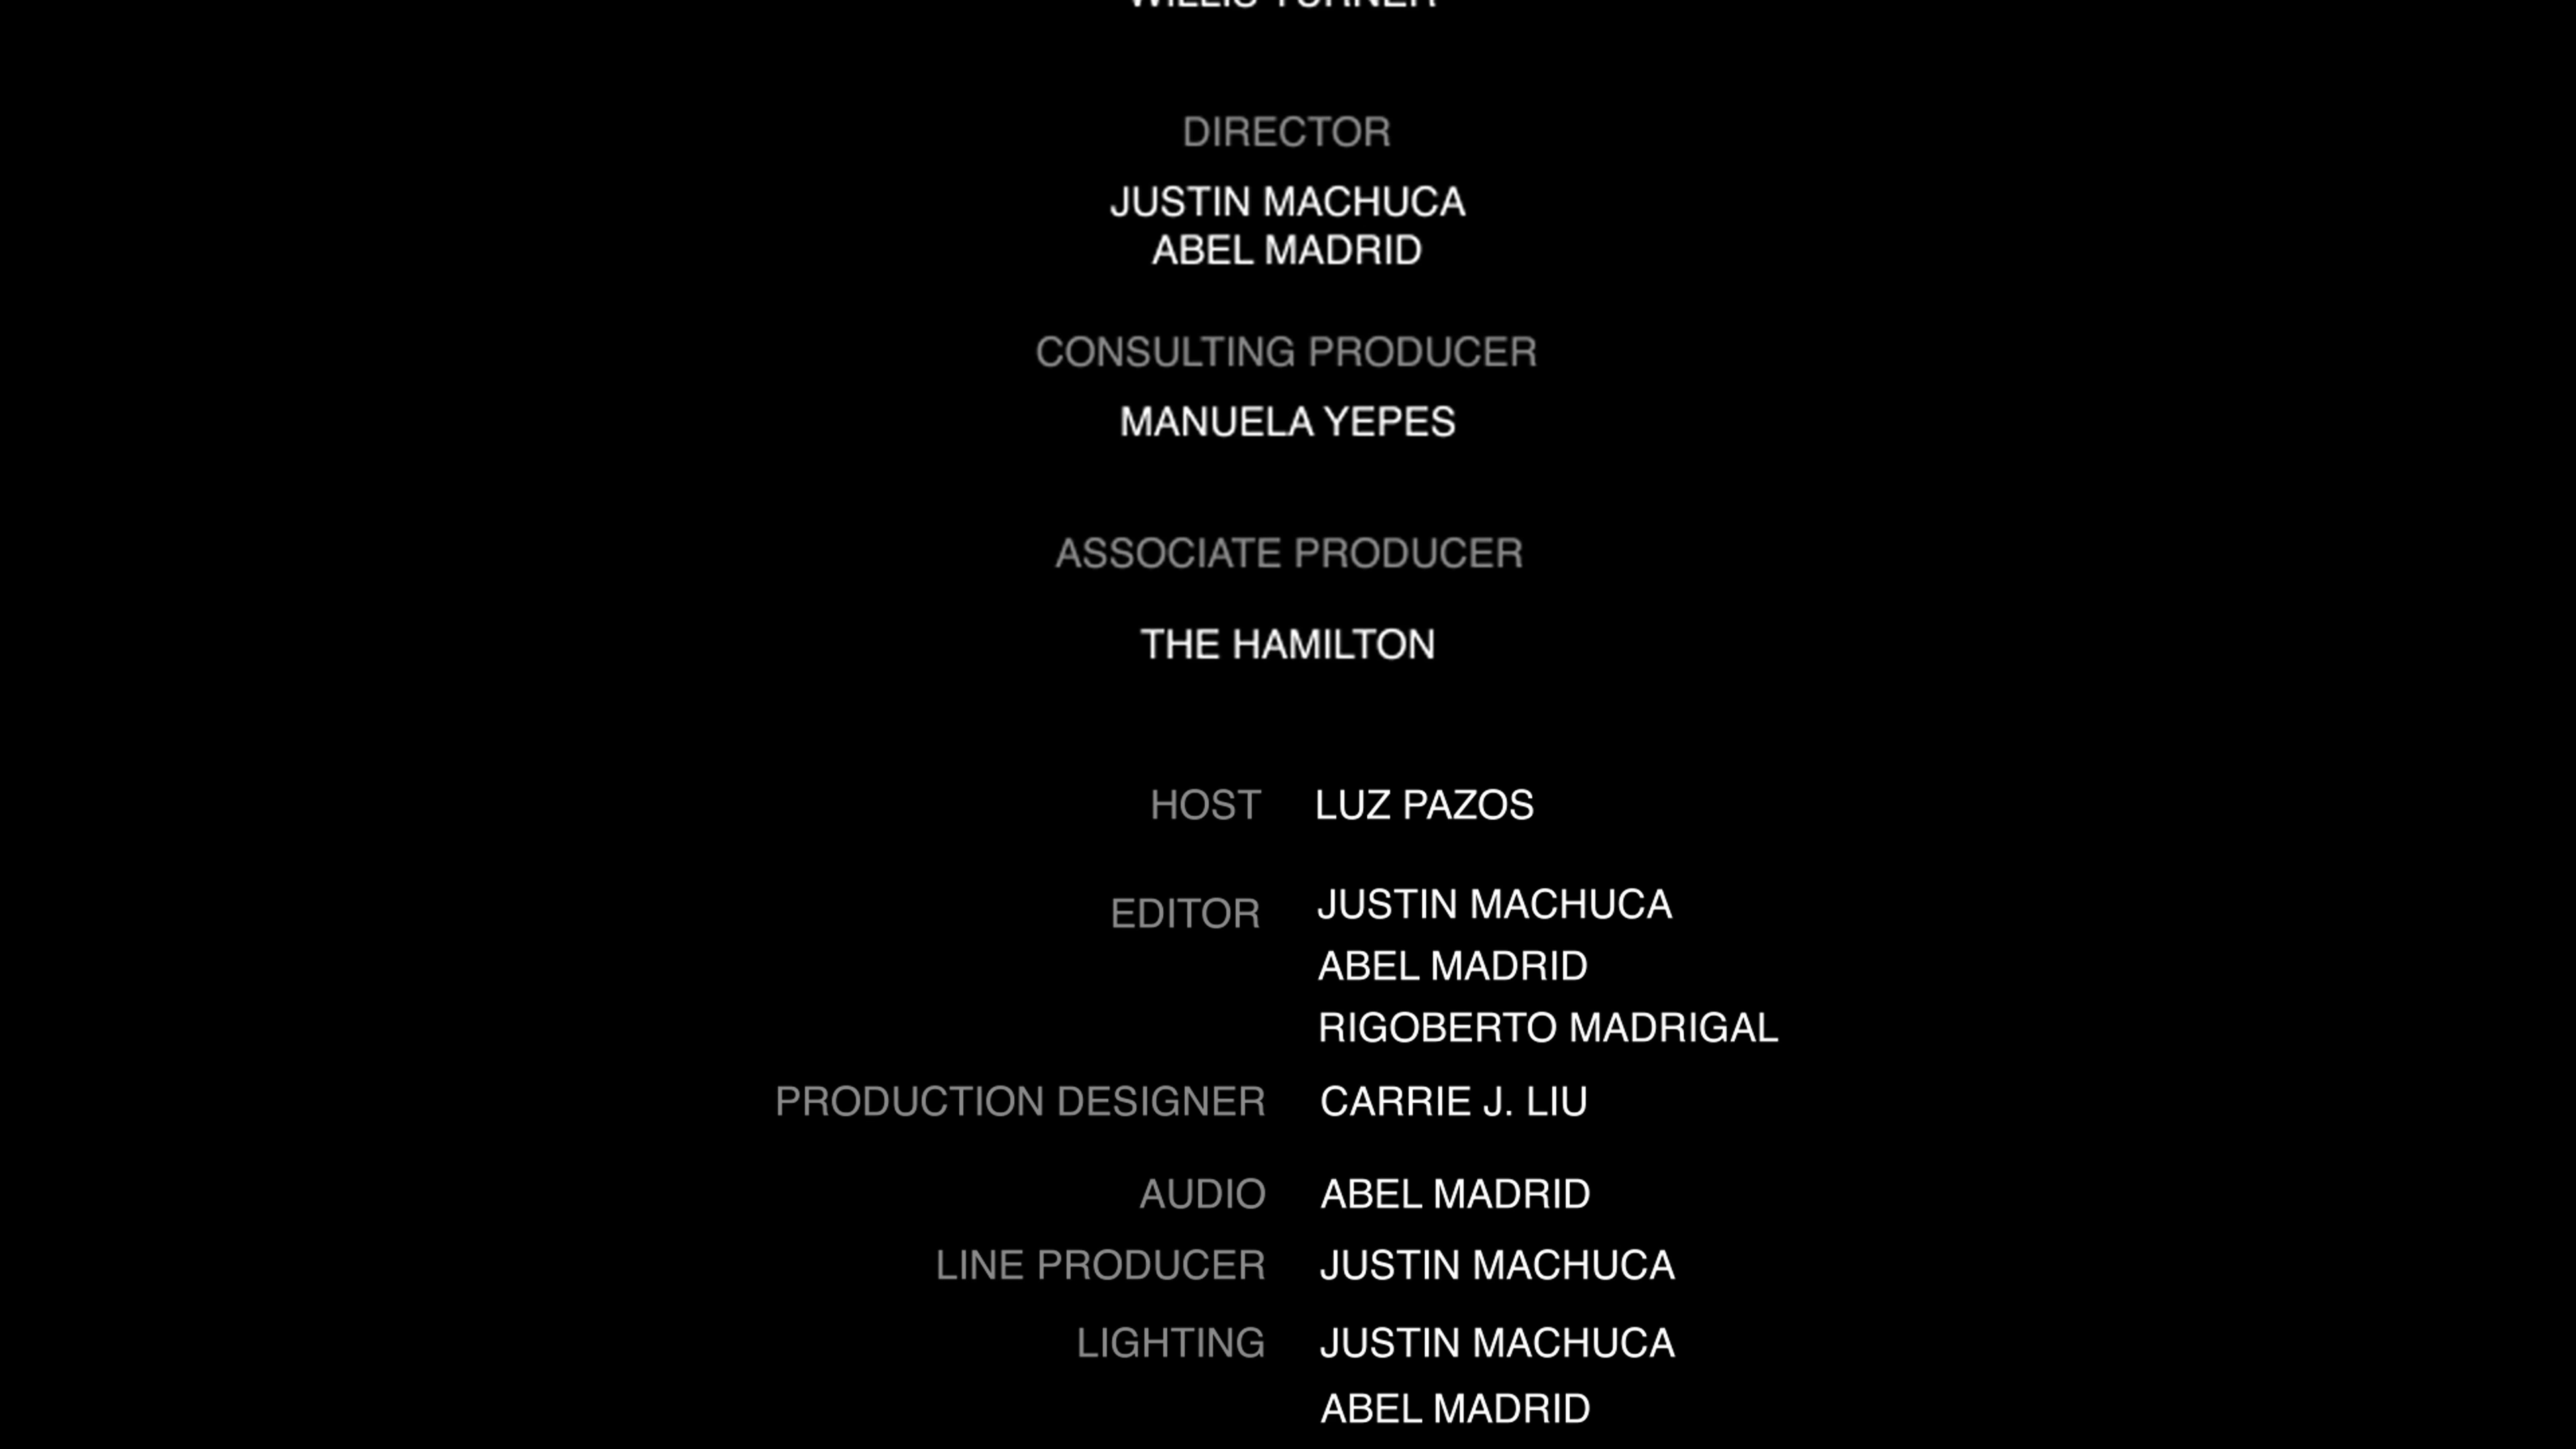 WILLIS TURNER
DIRECTOR
JUSTIN MACHUCA
ABEL MADRID
CONSULTING PRODUCER
MANUELA YEPES
ASSOCIATE PRODUCER
THE HAMILTON
HOST LUZ PAZOS
EDITOR JUSTIN MACHUCA
ABEL MADRID
RIGOBERTO MADRIGAL
PRODUCTION DESIGNER CARRIE J. LIU
AUDIO ABEL MADRID
LINE PRODUCER JUSTIN MACHUCA
LIGHTING JUSTIN MACHUCA
ABEL MADRID